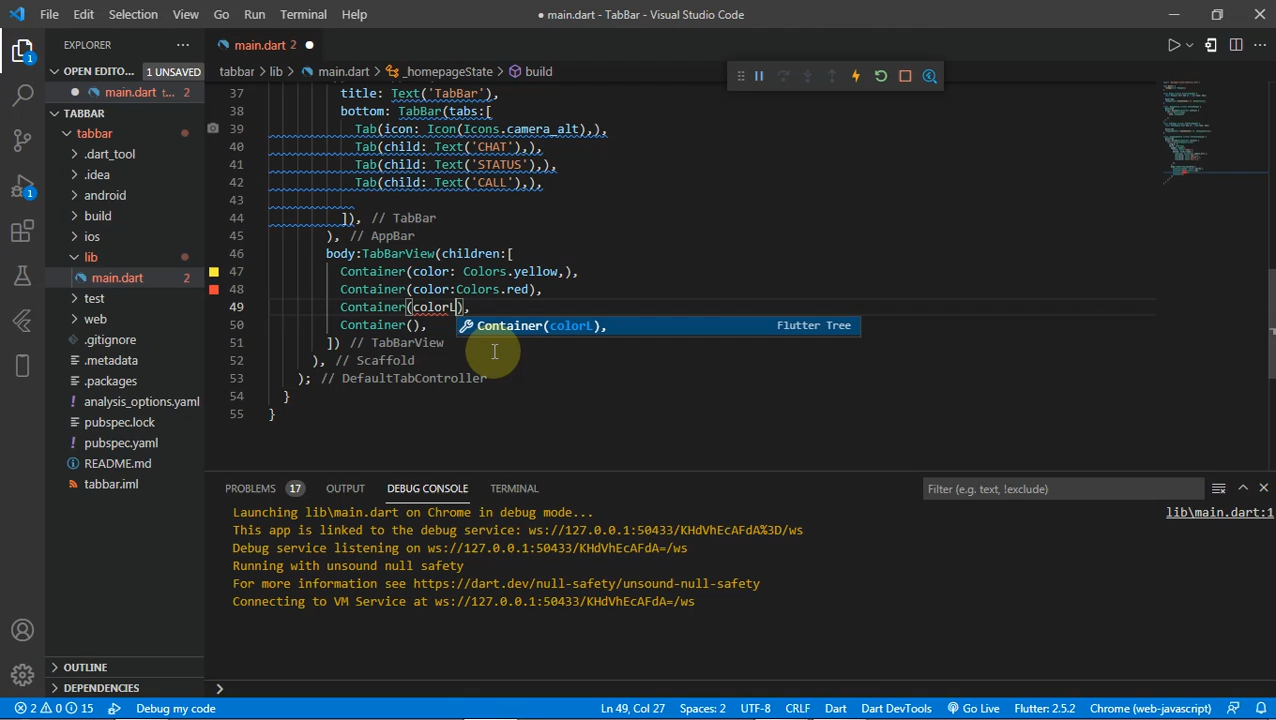 File Edit Selection View Go Run Terminal Help
● main.dart - TabBar - Visual Studio Code
EXPLORER
main.dart 2
OPEN EDITO... 1 UNSAVED
main.dart t... 2
tabbar > lib > main.dart > _homepageState > build
TABBAR
tabbar
.dart_tool
.idea
android
build
ios
lib
main.dart 2
test
web
.gitignore
.metadata
.packages
analysis_options.yaml
pubspec.lock
pubspec.yaml
README.md
tabbar.iml
OUTLINE
DEPENDENCIES
1
1
37 title: Text('TabBar'),
38 bottom: TabBar(tabs:[
39 Tab(icon: Icon(Icons.camera_alt),),
40 Tab(child: Text('CHAT'),),
41 Tab(child: Text('STATUS'),),
42 Tab(child: Text('CALL'),),
43
44 ]), // TabBar
45 ), // AppBar
46 body:TabBarView(children:[
47 Container(color: Colors.yellow,),
48 Container(color:Colors.red),
49 Container(colorL),
50 Container(),
Container(colorL), Flutter Tree
51 ]) // TabBarView
52 ), // Scaffold
53 ); // DefaultTabController
54 }
55 }
PROBLEMS 17 OUTPUT DEBUG CONSOLE TERMINAL
Filter (e.g. text, !exclude)
Launching lib\main.dart on Chrome in debug mode...
lib\main.dart:1
This app is linked to the debug service: ws://127.0.0.1:50433/KHdVhEcAFdA%3D/ws
Debug service listening on ws://127.0.0.1:50433/KHdVhEcAFdA=/ws
Running with unsound null safety
For more information see https://dart.dev/null-safety/unsound-null-safety
Connecting to VM Service at ws://127.0.0.1:50433/KHdVhEcAFdA=/ws
2 0 15 Debug my code Ln 49, Col 27 Spaces: 2 UTF-8 CRLF Dart Dart DevTools Go Live Flutter: 2.5.2 Chrome (web-javascript)